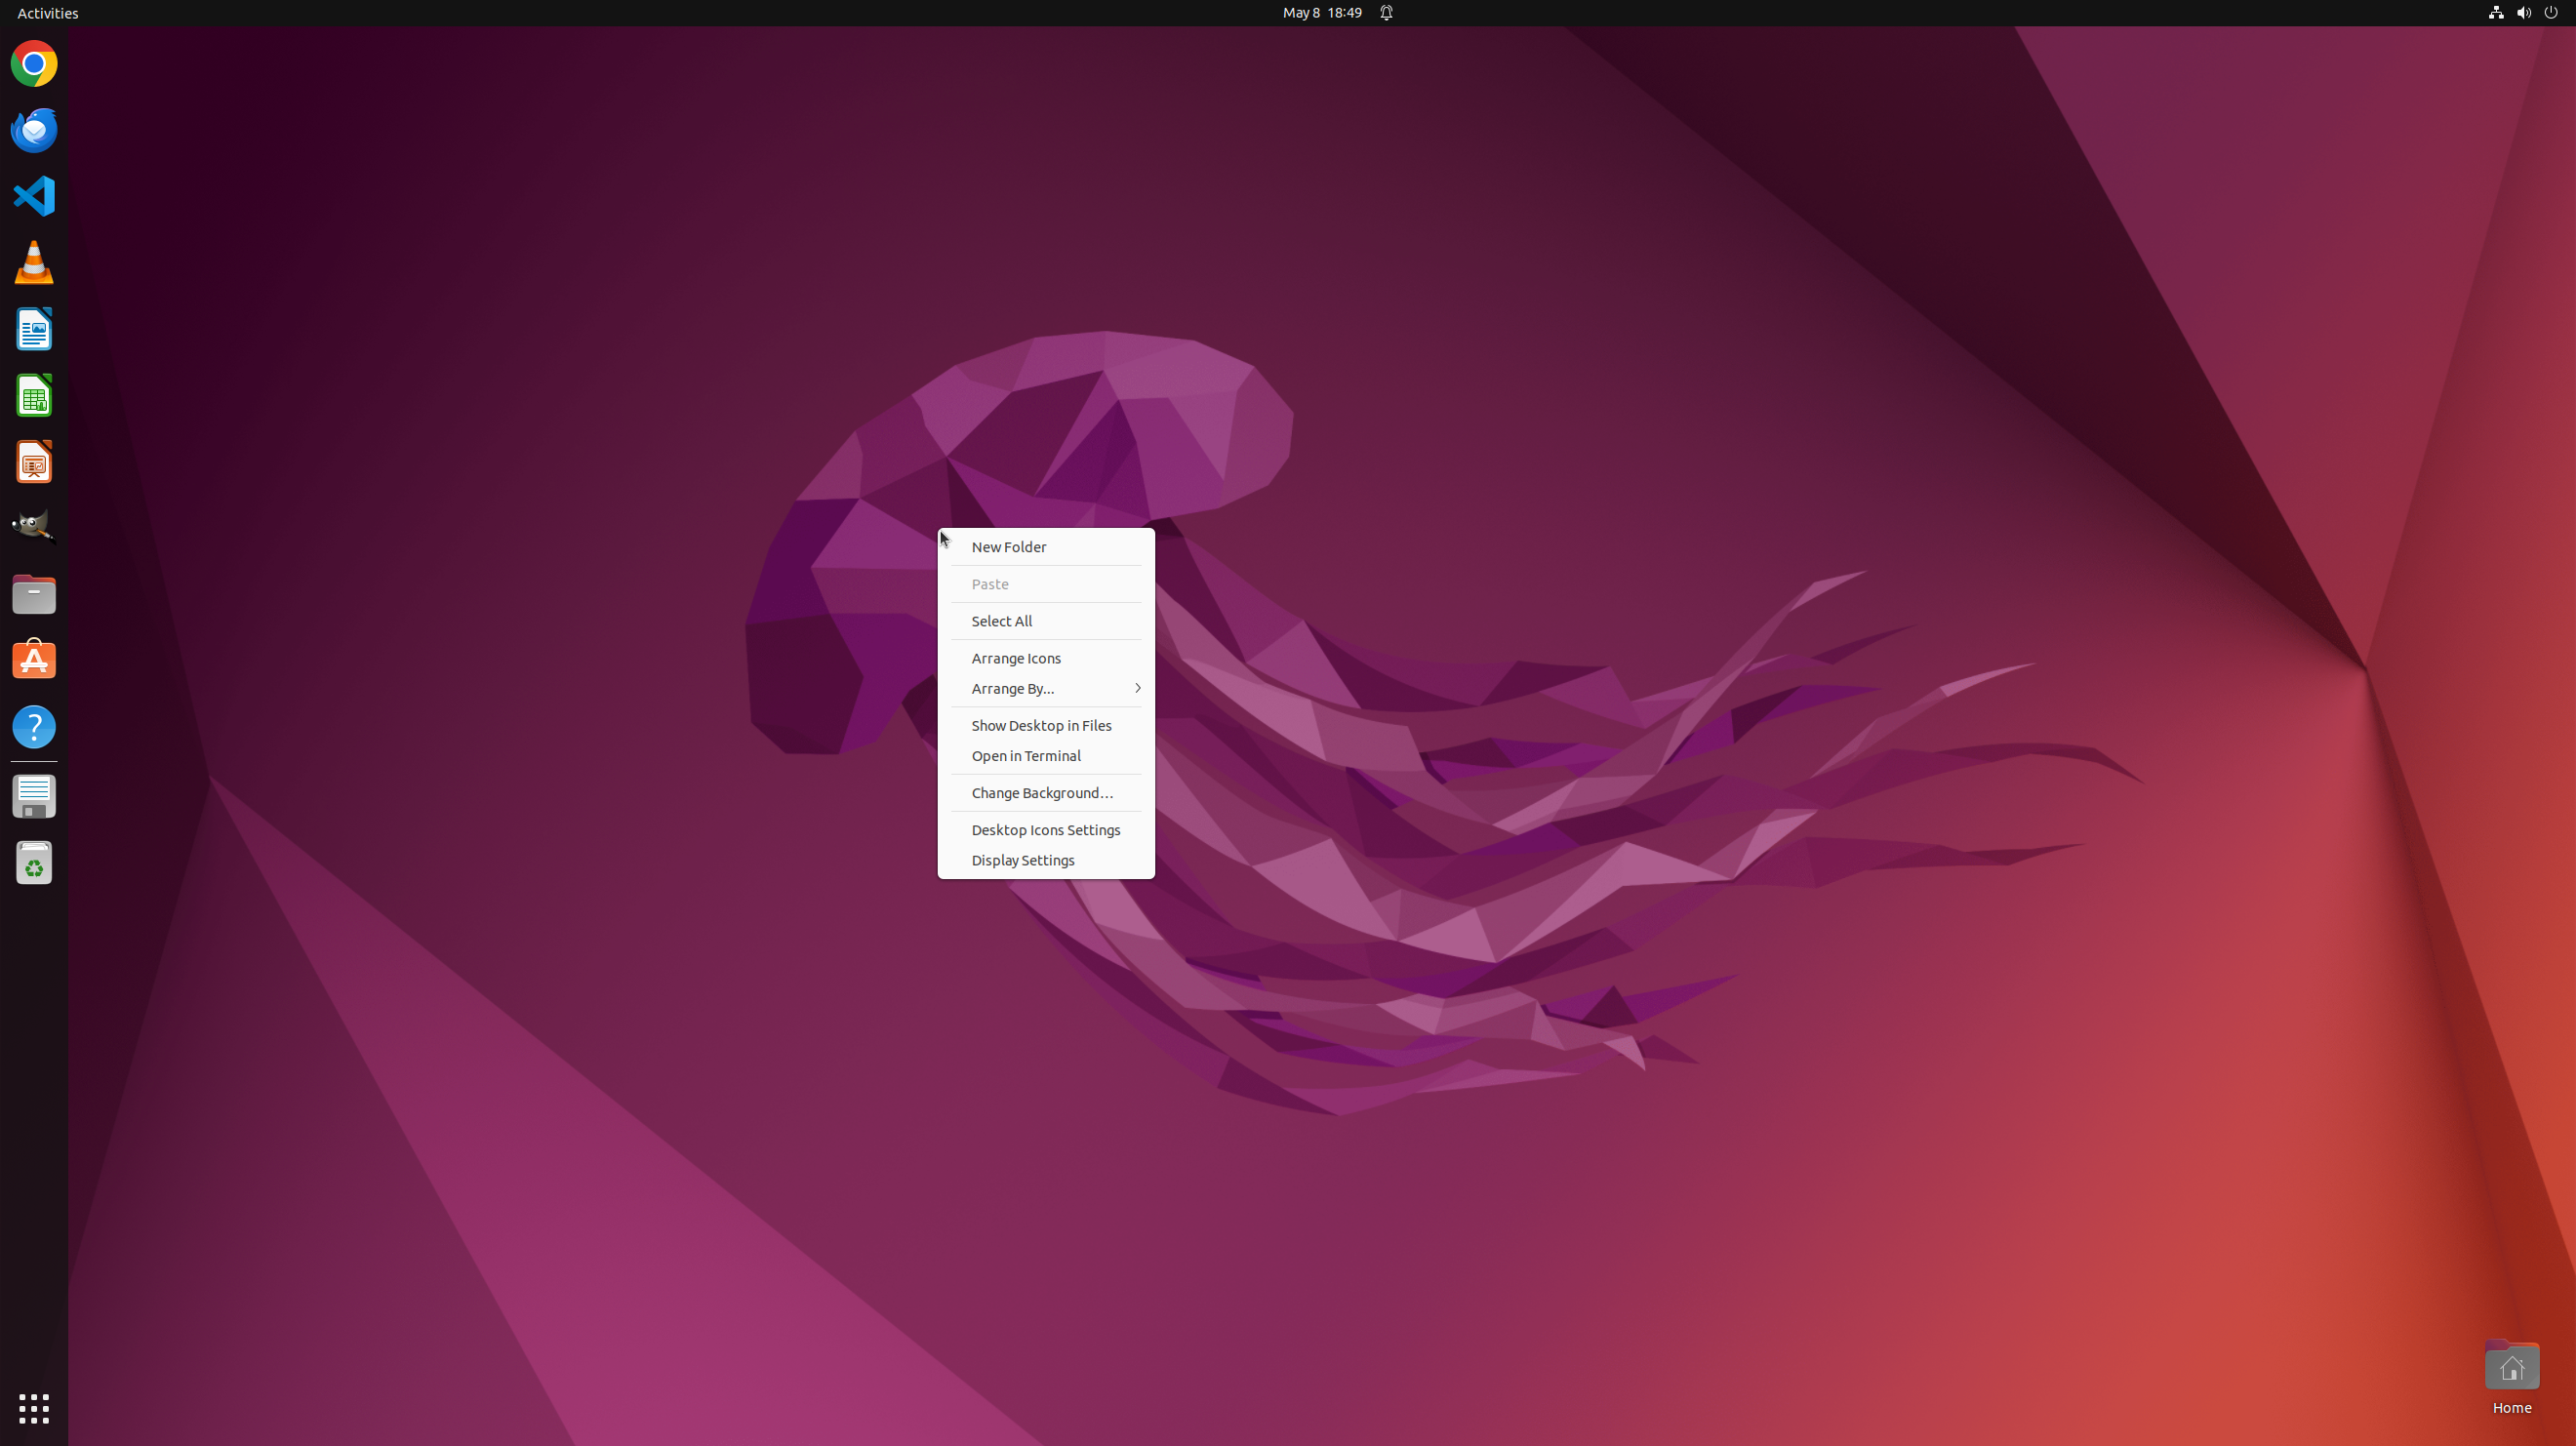 Activities
May 8 18:49
New Folder
Paste
Select All
Arrange Icons
Arrange By...
Show Desktop in Files
Open in Terminal
Change Background…
Desktop Icons Settings
Display Settings
Home